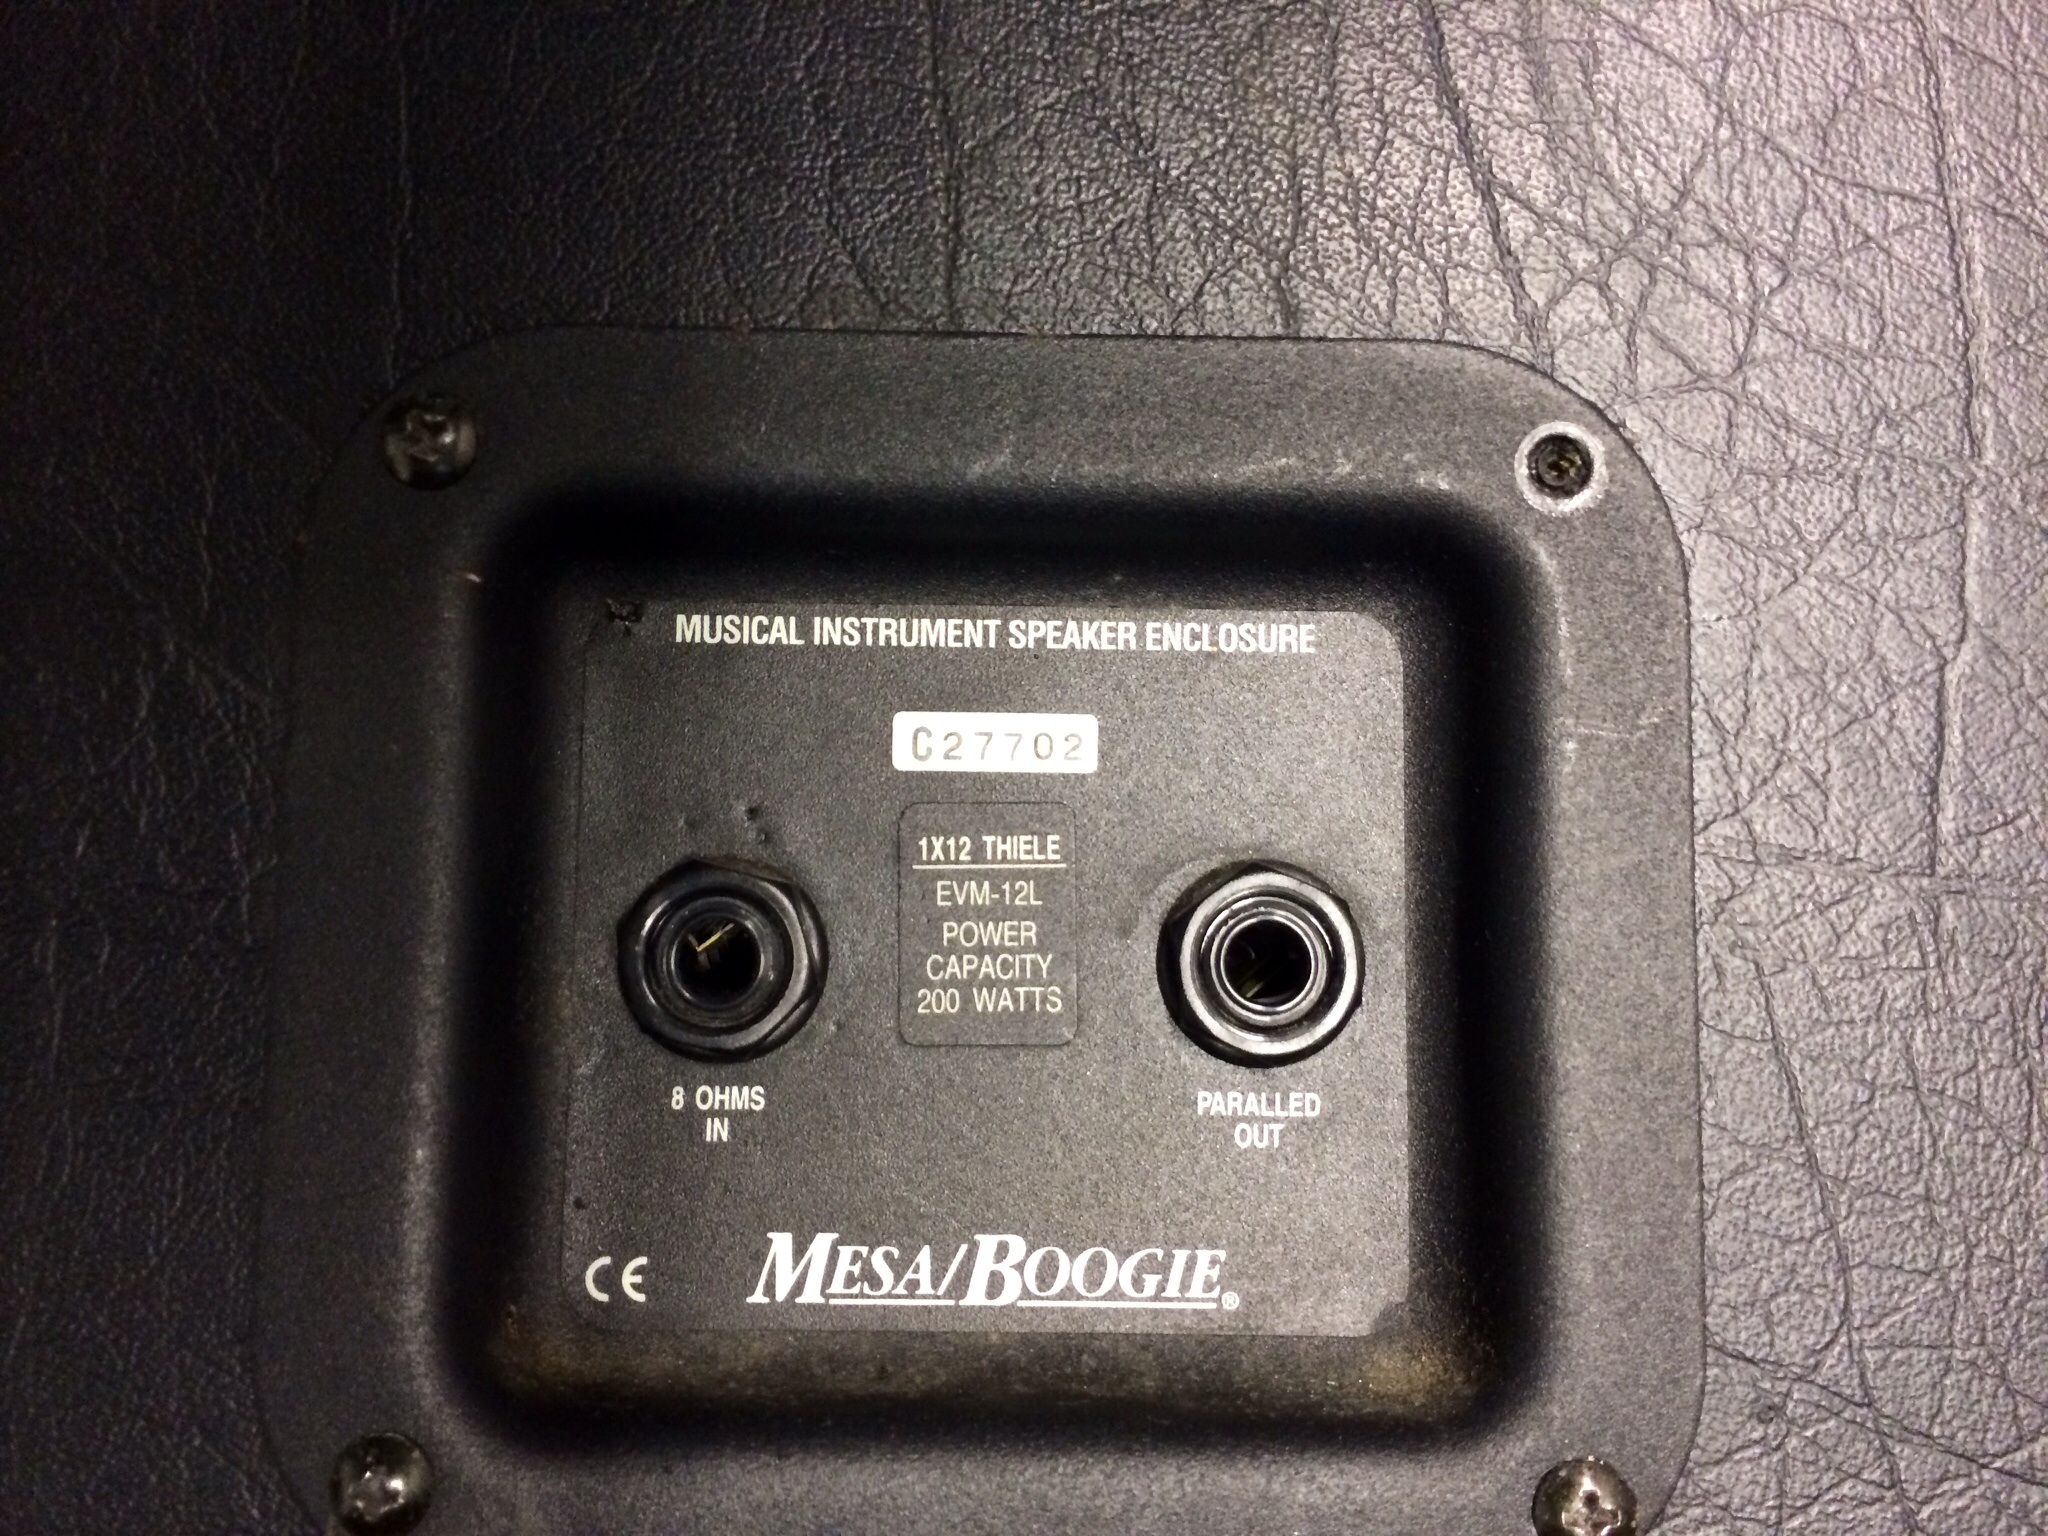 MUSICAL INSTRUMENT SPEAKER ENCLOSURE
C27702
1X12 THIELE
EVM-12L
POWER
CAPACITY
200 WATTS
8 OHMS
IN
PARALLED
OUT
CE
MESA/BOOGIE®